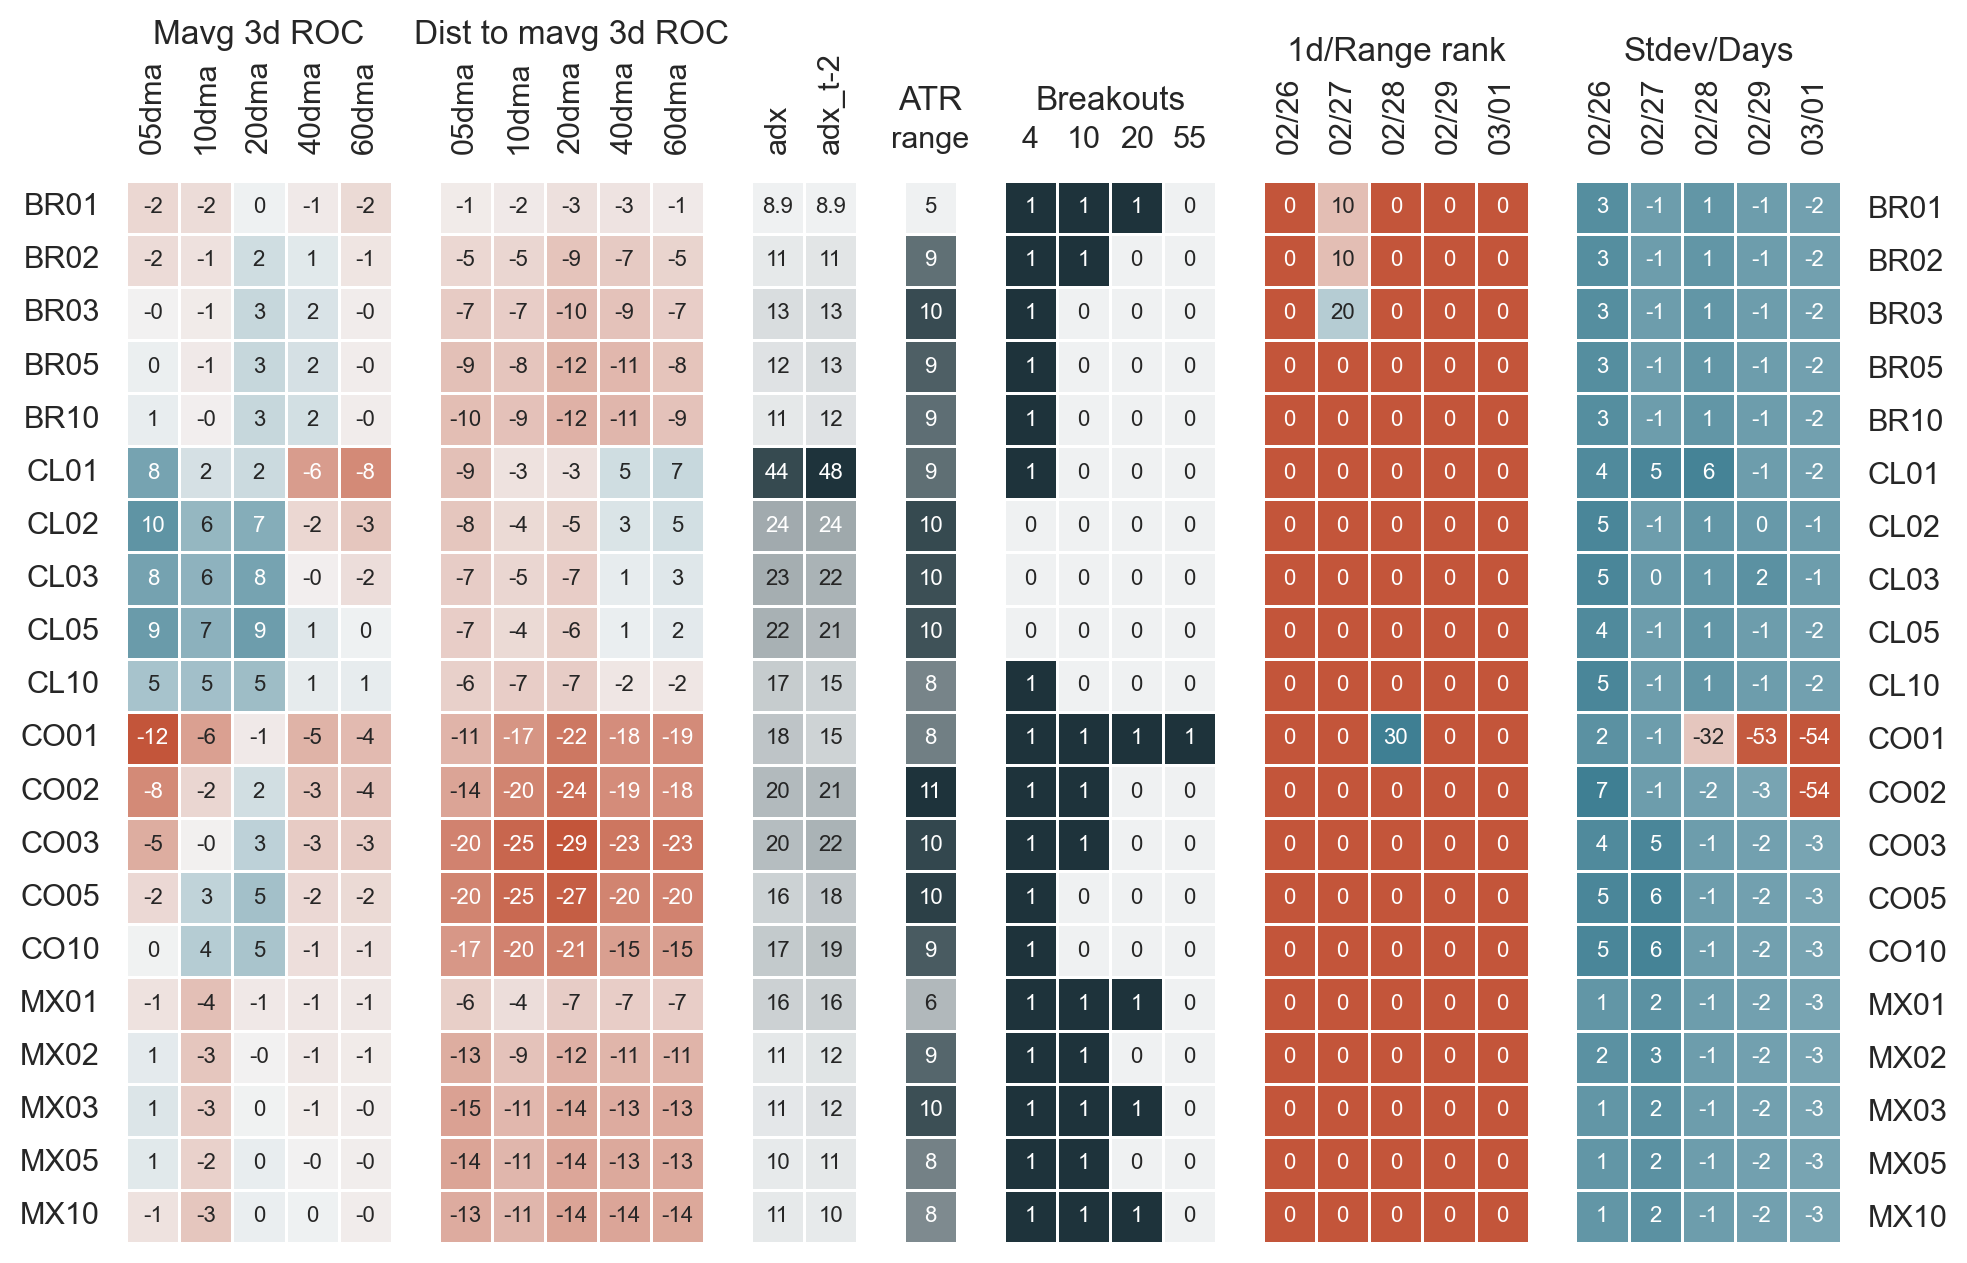 Mavg 3d ROC Dist to mavg 3d ROC 1d/Range rank Stdev/Days
05dma 10dma 20dma 40dma 60dma 05dma 10dma 20dma 40dma 60dma adx adx_t-2 ATR Breakouts 02/26 02/27 02/28 02/29 03/01 02/26 02/27 02/28 02/29 03/01
range 4 10 20 55
BR01 -2 -2 0 -1 -2 -1 -2 -3 -3 -1 8.9 8.9 5 1 1 1 0 0 10 0 0 0 3 -1 1 -1 -2 BR01
BR02 -2 -1 2 1 -1 -5 -5 -9 -7 -5 11 11 9 1 1 0 0 0 10 0 0 0 3 -1 1 -1 -2 BR02
BR03 -0 -1 3 2 -0 -7 -7 -10 -9 -7 13 13 10 1 0 0 0 0 20 0 0 0 3 -1 1 -1 -2 BR03
BR05 0 -1 3 2 -0 -9 -8 -12 -11 -8 12 13 9 1 0 0 0 0 0 0 0 0 3 -1 1 -1 -2 BR05
BR10 1 -0 3 2 -0 -10 -9 -12 -11 -9 11 12 9 1 0 0 0 0 0 0 0 0 3 -1 1 -1 -2 BR10
CL01 8 2 2 -6 -8 -9 -3 -3 5 7 44 48 9 1 0 0 0 0 0 0 0 0 4 5 6 -1 -2 CL01
CL02 10 6 7 -2 -3 -8 -4 -5 3 5 24 24 10 0 0 0 0 0 0 0 0 0 5 -1 1 0 -1 CL02
CL03 8 6 8 -0 -2 -7 -5 -7 1 3 23 22 10 0 0 0 0 0 0 0 0 0 5 0 1 2 -1 CL03
CL05 9 7 9 1 0 -7 -4 -6 1 2 22 21 10 0 0 0 0 0 0 0 0 0 4 -1 1 -1 -2 CL05
CL10 5 5 5 1 1 -6 -7 -7 -2 -2 17 15 8 1 0 0 0 0 0 0 0 0 5 -1 1 -1 -2 CL10
CO01 -12 -6 -1 -5 -4 -11 -17 -22 -18 -19 18 15 8 1 1 1 1 0 0 30 0 0 2 -1 -32 -53 -54 CO01
CO02 -8 -2 2 -3 -4 -14 -20 -24 -19 -18 20 21 11 1 1 0 0 0 0 0 0 0 7 -1 -2 -3 -54 CO02
CO03 -5 -0 3 -3 -3 -20 -25 -29 -23 -23 20 22 10 1 1 0 0 0 0 0 0 0 4 5 -1 -2 -3 CO03
CO05 -2 3 5 -2 -2 -20 -25 -27 -20 -20 16 18 10 1 0 0 0 0 0 0 0 0 5 6 -1 -2 -3 CO05
CO10 0 4 5 -1 -1 -17 -20 -21 -15 -15 17 19 9 1 0 0 0 0 0 0 0 0 5 6 -1 -2 -3 CO10
MX01 -1 -4 -1 -1 -1 -6 -4 -7 -7 -7 16 16 6 1 1 1 0 0 0 0 0 0 1 2 -1 -2 -3 MX01
MX02 1 -3 -0 -1 -1 -13 -9 -12 -11 -11 11 12 9 1 1 0 0 0 0 0 0 0 2 3 -1 -2 -3 MX02
MX03 1 -3 0 -1 -0 -15 -11 -14 -13 -13 11 12 10 1 1 1 0 0 0 0 0 0 1 2 -1 -2 -3 MX03
MX05 1 -2 0 -0 -0 -14 -11 -14 -13 -13 10 11 8 1 1 0 0 0 0 0 0 0 1 2 -1 -2 -3 MX05
MX10 -1 -3 0 0 -0 -13 -11 -14 -14 -14 11 10 8 1 1 1 0 0 0 0 0 0 1 2 -1 -2 -3 MX10